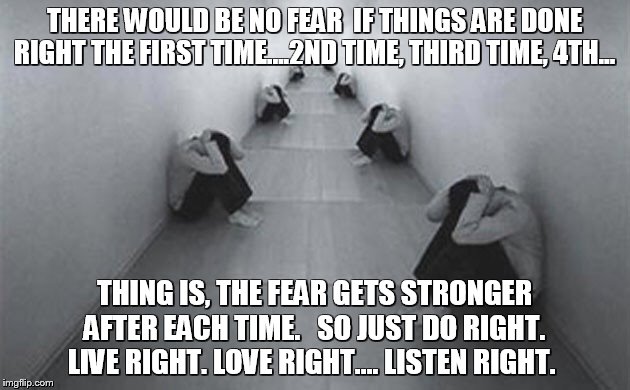 THERE WOULD BE NO FEAR IF THINGS ARE DONE
RIGHT THE FIRST TIME....2ND TIME, THIRD TIME, 4TH...
THING IS, THE FEAR GETS STRONGER
AFTER EACH TIME. SO JUST DO RIGHT.
LIVE RIGHT. LOVE RIGHT.... LISTEN RIGHT.
imgflip.com